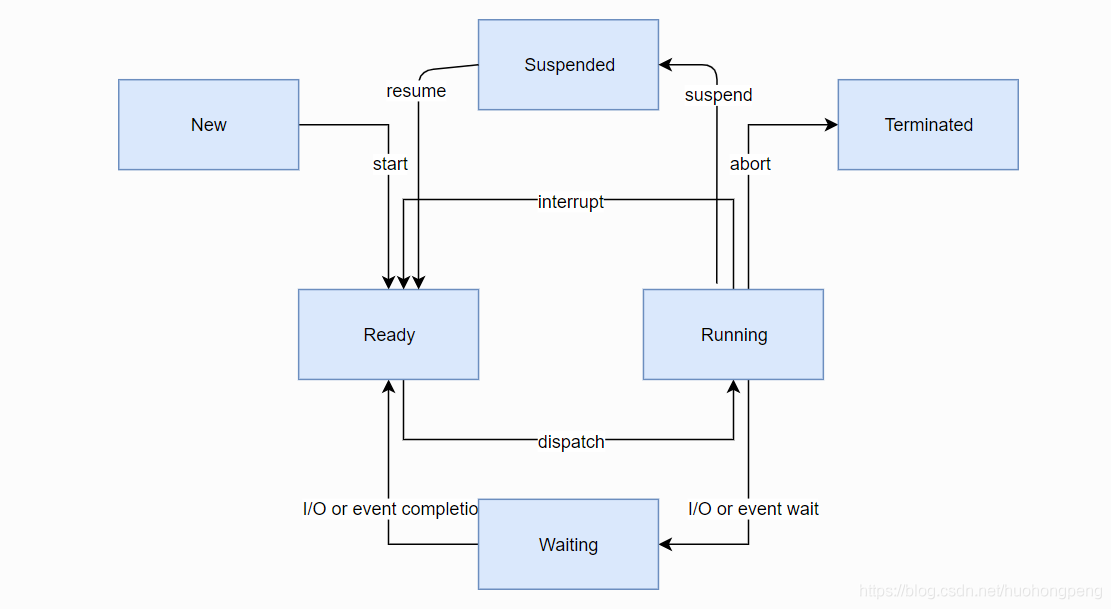 Suspended
resume
suspend
New
Terminated
start
abort
interrupt
Ready
Running
dispatch
I/O or event completio
I/O or event wait
Waiting
https://blog.csdn.net/huohongpeng